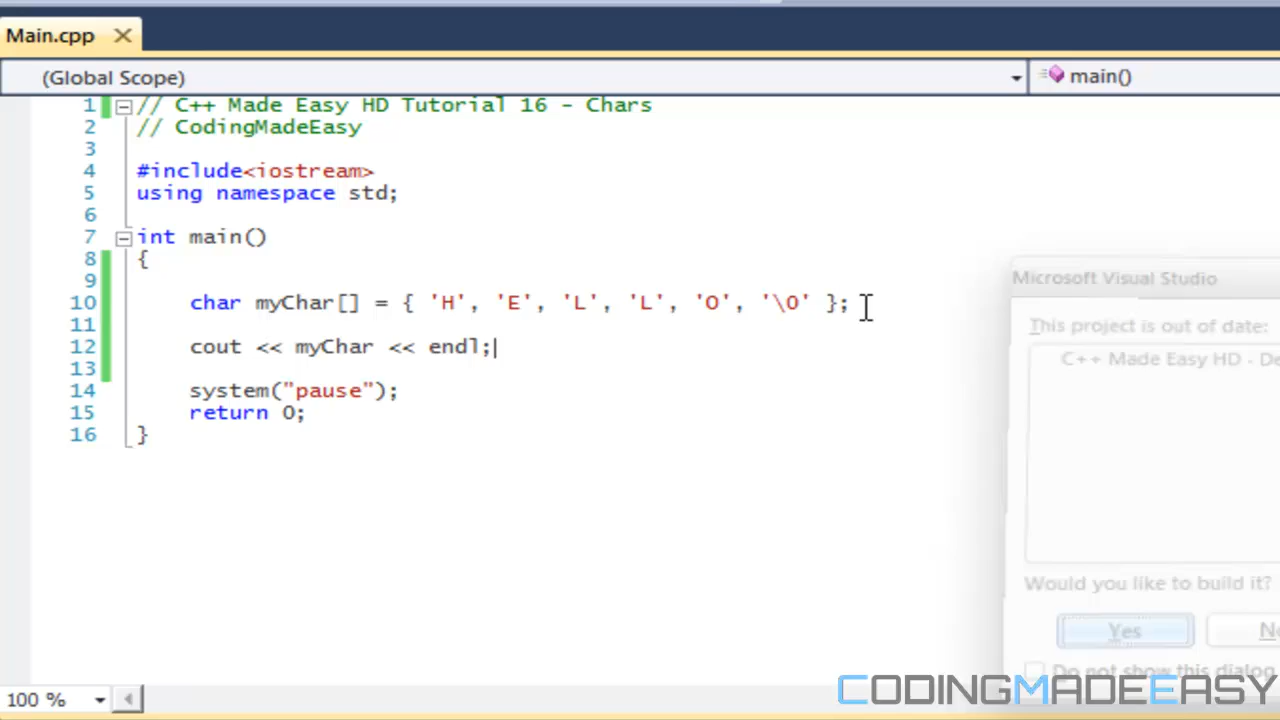 Main.cpp
(Global Scope)
main()
1 // C++ Made Easy HD Tutorial 16 - Chars
2 // CodingMadeEasy
3
4 #include<iostream>
5 using namespace std;
6
7 int main()
8 {
9
10 char myChar[] = { 'H', 'E', 'L', 'L', 'O', '\0' };
11
12 cout << myChar << endl;
13
14 system("pause");
15 return 0;
16 }
Microsoft Visual Studio
This project is out of date:
C++ Made Easy HD - De
Would you like to build it?
Yes
No
Do not show this dialog
100 %
CODINGMADEEASY